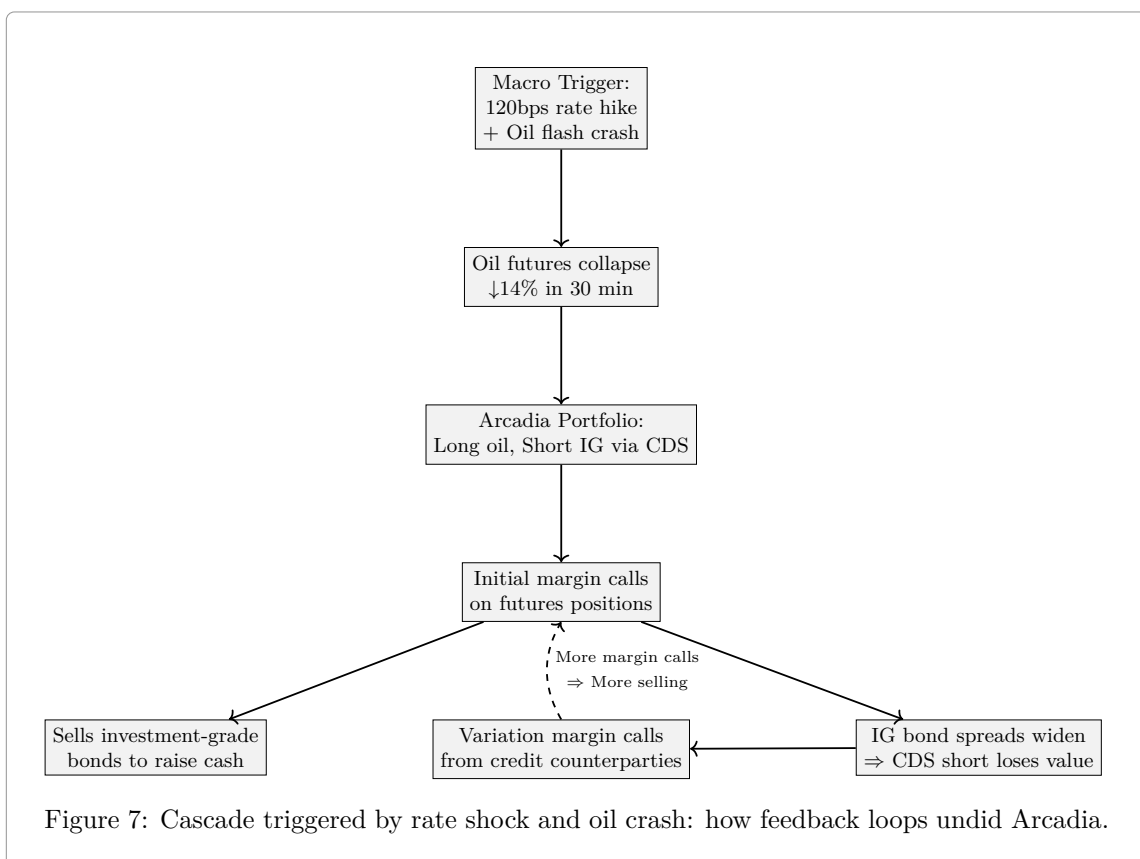 Macro Trigger:
120bps rate hike
+ Oil flash crash
Oil futures collapse
↓14% in 30 min
Arcadia Portfolio:
Long oil, Short IG via CDS
Initial margin calls
on futures positions
More margin calls
⇒ More selling
Sells investment-grade
bonds to raise cash
Variation margin calls
from credit counterparties
IG bond spreads widen
⇒ CDS short loses value
Figure 7: Cascade triggered by rate shock and oil crash: how feedback loops undid Arcadia.